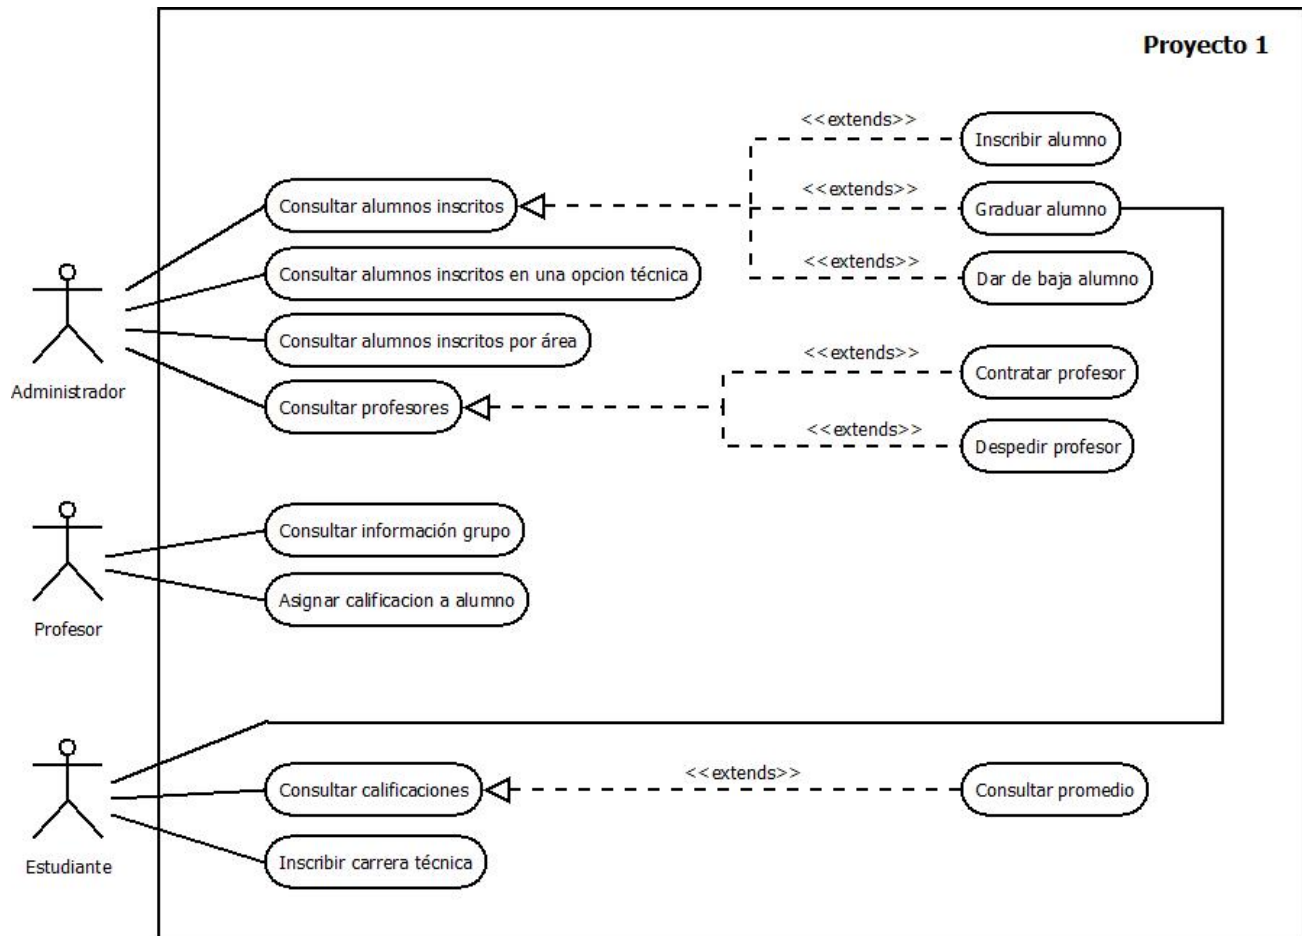 Proyecto 1
<<extends>>
Inscribir alumno
Consultar alumnos inscritos
<<extends>>
Graduar alumno
Consultar alumnos inscritos en una opcion técnica
<<extends>>
Dar de baja alumno
Consultar alumnos inscritos por área
<<extends>>
Contratar profesor
Administrador
Consultar profesores
<<extends>>
Despedir profesor
Consultar información grupo
Asignar calificacion a alumno
Profesor
<<extends>>
Consultar calificaciones
Consultar promedio
Inscribir carrera técnica
Estudiante